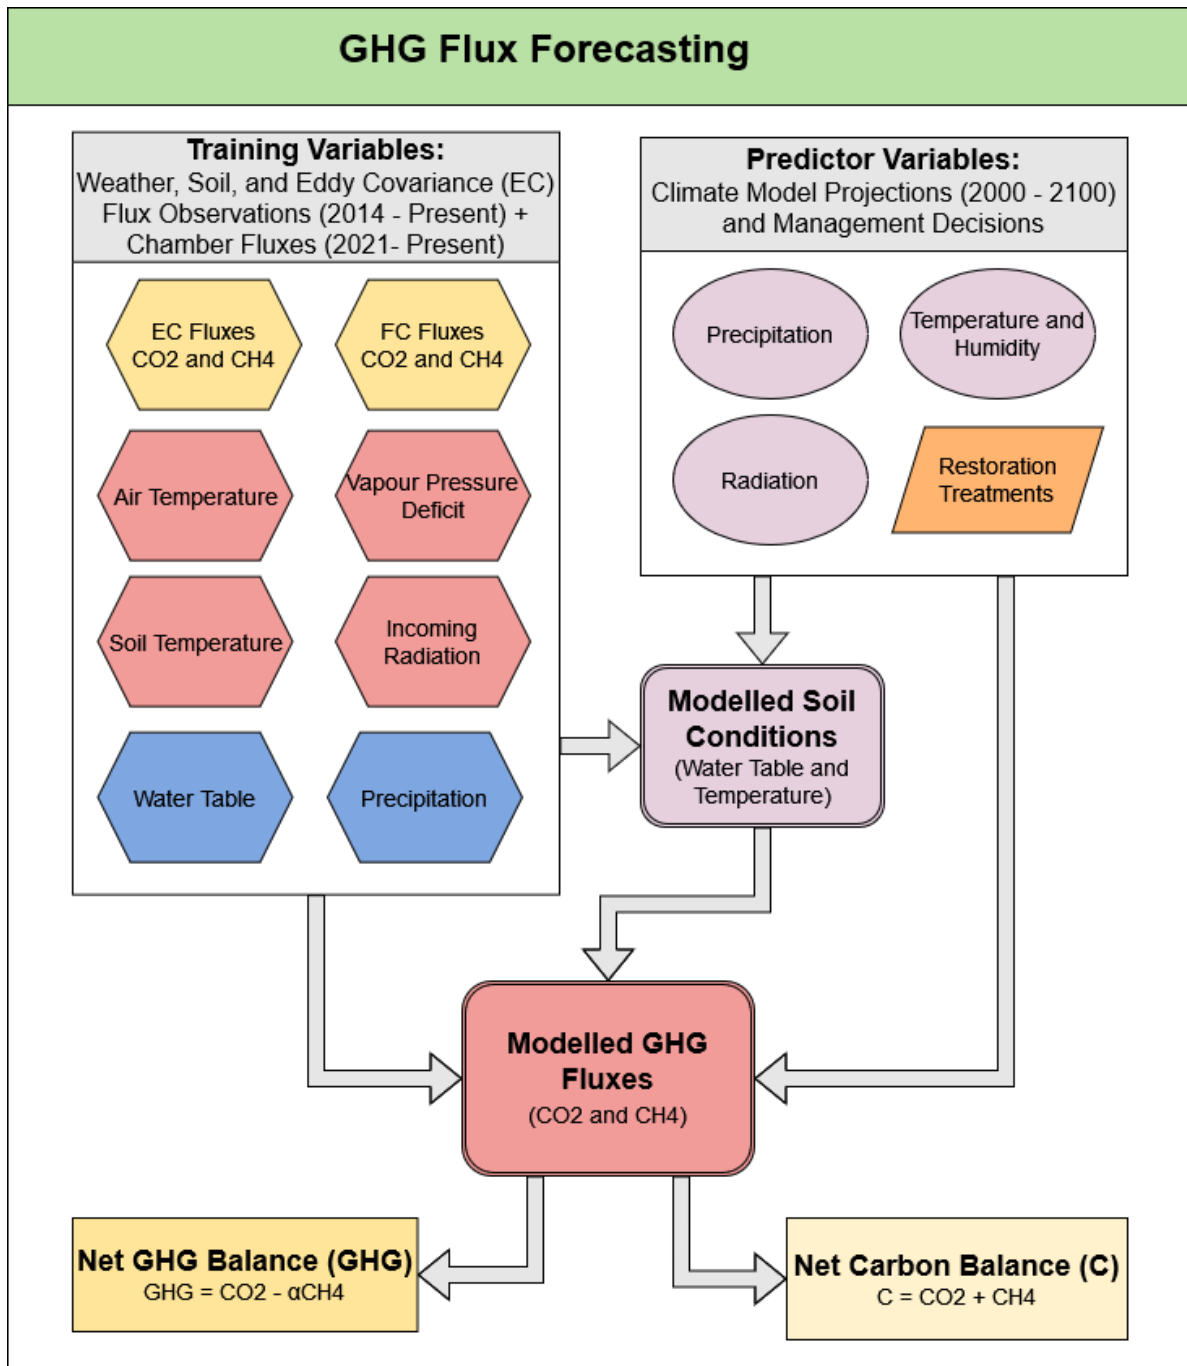 GHG Flux Forecasting
Training Variables:
Weather, Soil, and Eddy Covariance (EC)
Flux Observations (2014 - Present) +
Chamber Fluxes (2021- Present)
EC Fluxes
CO2 and CH4
FC Fluxes
CO2 and CH4
Air Temperature
Vapour Pressure
Deficit
Soil Temperature
Incoming
Radiation
Water Table
Precipitation
Predictor Variables:
Climate Model Projections (2000 - 2100)
and Management Decisions
Precipitation
Temperature and
Humidity
Radiation
Restoration
Treatments
Modelled Soil
Conditions
(Water Table and
Temperature)
Modelled GHG
Fluxes
(CO2 and CH4)
Net GHG Balance (GHG)
GHG = CO2 - αCH4
Net Carbon Balance (C)
C = CO2 + CH4